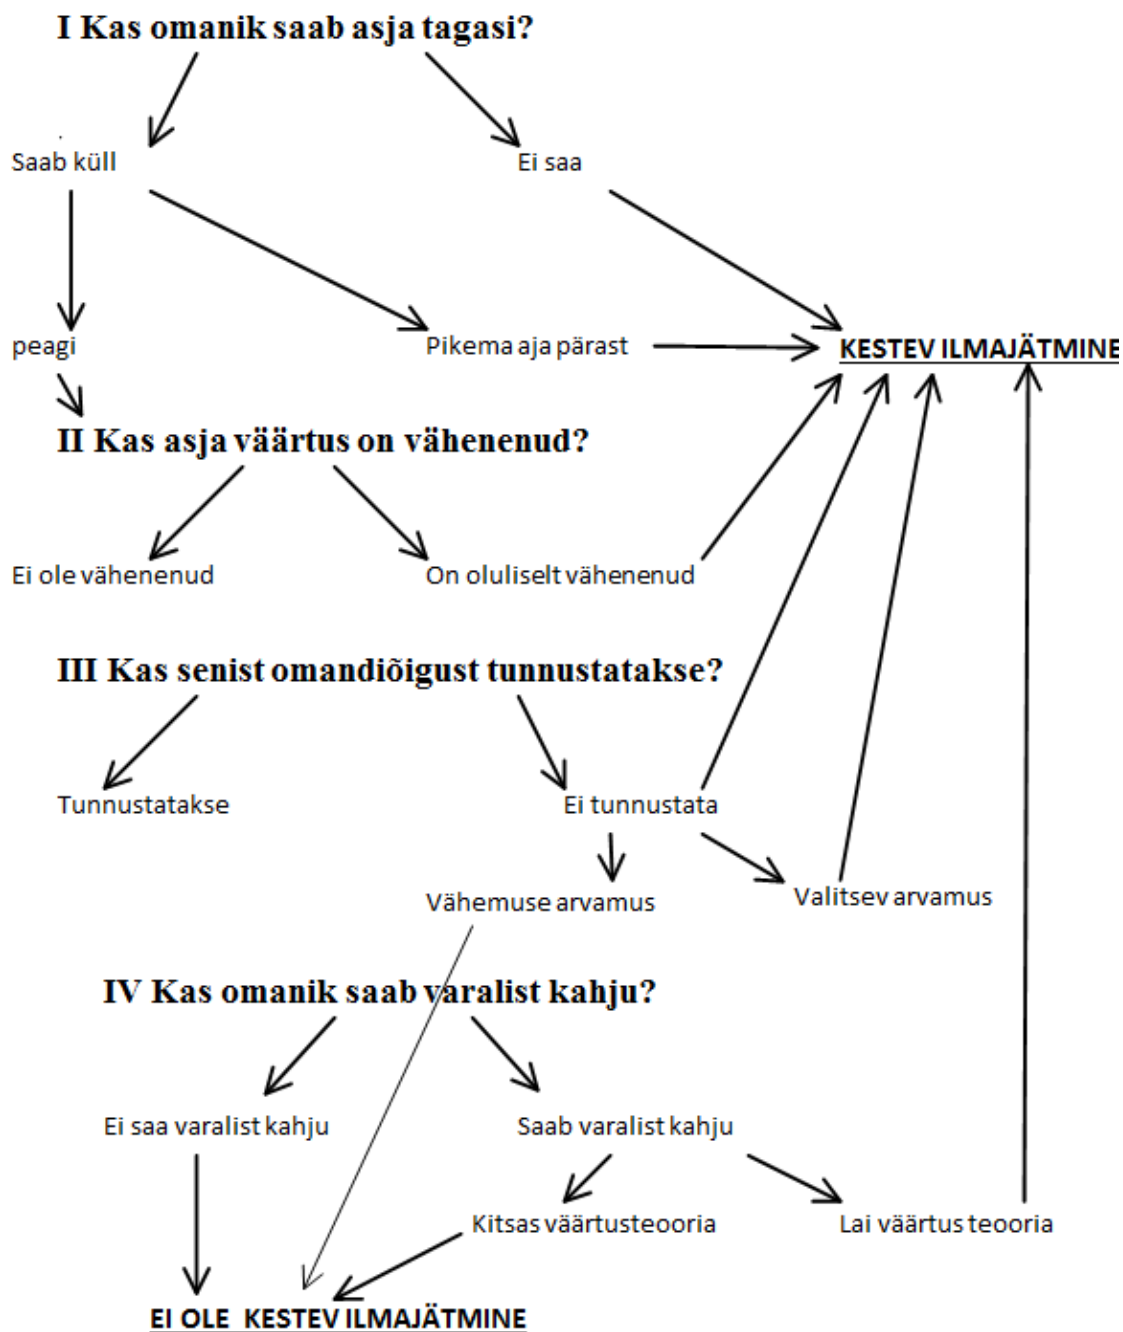 I Kas omanik saab asja tagasi?
Saab küll
Ei saa
peagi
Pikema aja pärast
KESTEV ILMAJÄTMINE
II Kas asja väärtus on vähenenud?
Ei ole vähenenud
On oluliselt vähenenud
III Kas senist omandiõigust tunnustatakse?
Tunnustatakse
Ei tunnustata
Vähemuse arvamus
Valitsev arvamus
IV Kas omanik saab varalist kahju?
Ei saa varalist kahju
Saab varalist kahju
Kitsas väärtusteooria
Lai väärtus teooria
EI OLE KESTEV ILMAJÄTMINE